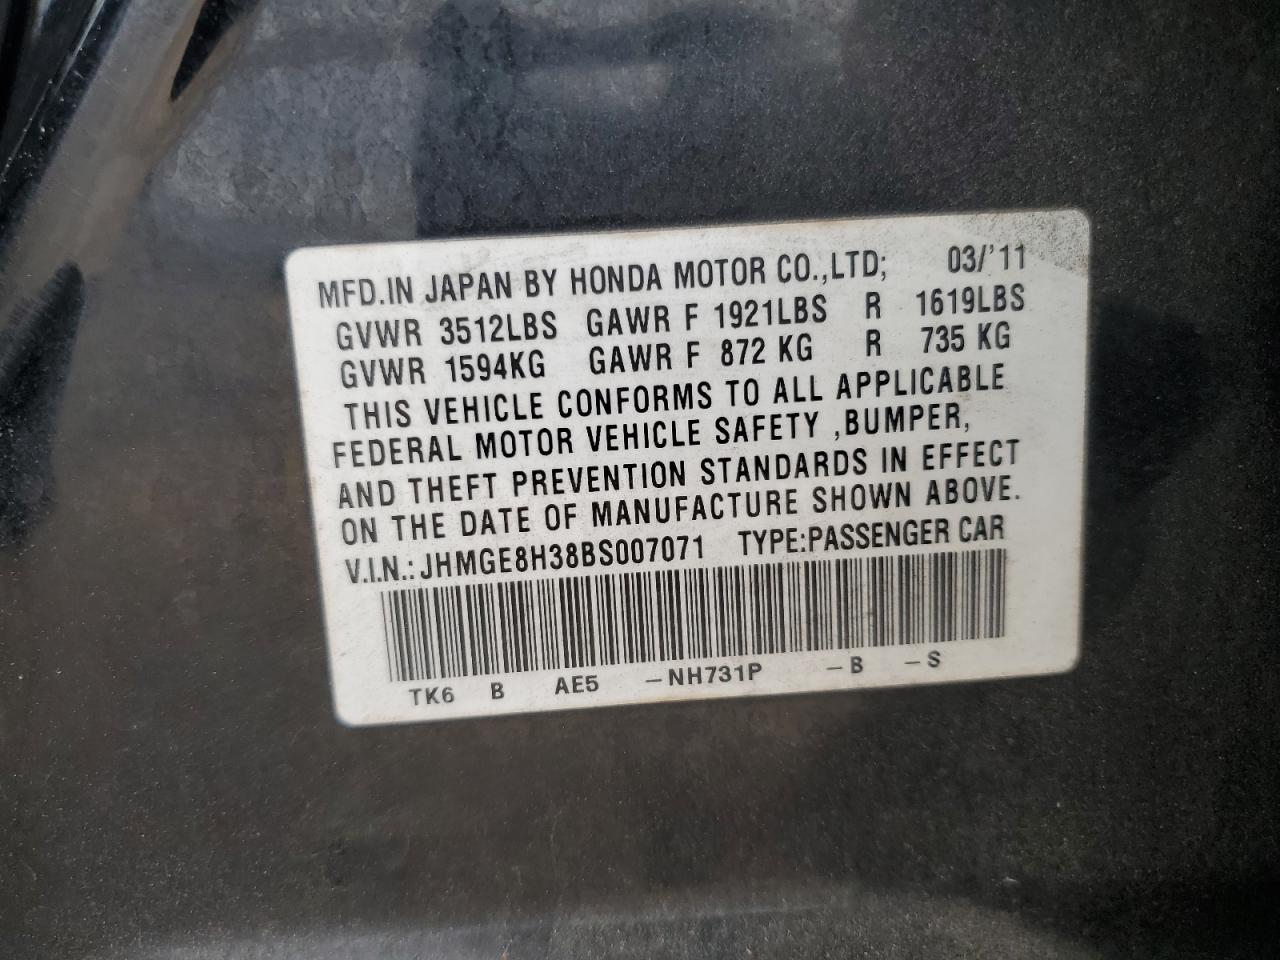 MFD.IN JAPAN BY HONDA MOTOR CO.,LTD; 03/'11
GVWR 3512LBS GAWR F 1921LBS R 1619LBS
GVWR 1594KG GAWR F 872 KG R 735 KG
THIS VEHICLE CONFORMS TO ALL APPLICABLE
FEDERAL MOTOR VEHICLE SAFETY ,BUMPER,
AND THEFT PREVENTION STANDARDS IN EFFECT
ON THE DATE OF MANUFACTURE SHOWN ABOVE.
V.I.N.: JHMGE8H38BS007071 TYPE:PASSENGER CAR
TK6 B AE5 -NH731P -B -S